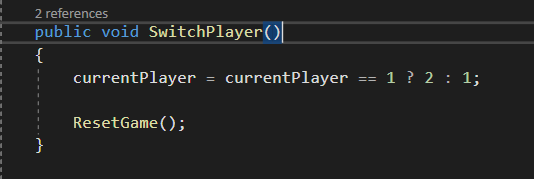 2 references
public void SwitchPlayer()
{
currentPlayer = currentPlayer == 1 ? 2 : 1;
ResetGame();
}